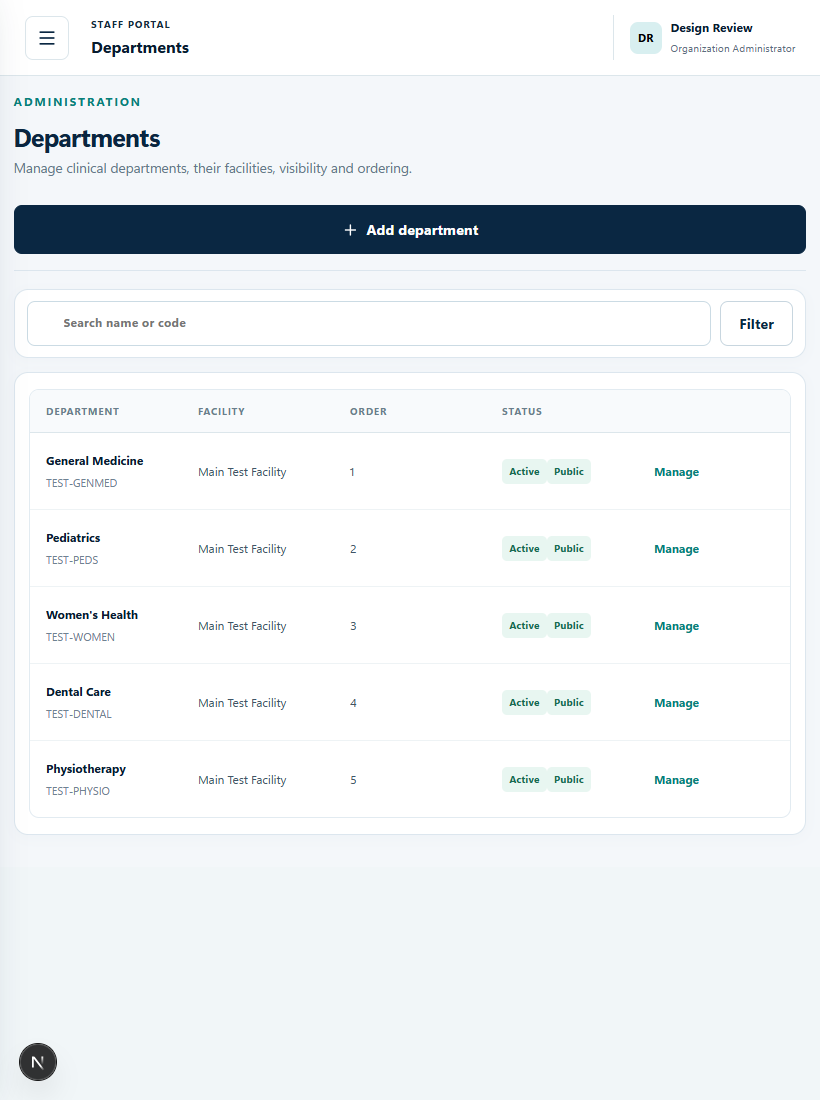 STAFF PORTAL
Departments
DR
Design Review
Organization Administrator
ADMINISTRATION
Departments
Manage clinical departments, their facilities, visibility and ordering.
+ Add department
Search name or code
Filter
DEPARTMENT FACILITY ORDER STATUS
General Medicine
TEST-GENMED
Main Test Facility 1 Active Public Manage
Pediatrics
TEST-PEDS
Main Test Facility 2 Active Public Manage
Women's Health
TEST-WOMEN
Main Test Facility 3 Active Public Manage
Dental Care
TEST-DENTAL
Main Test Facility 4 Active Public Manage
Physiotherapy
TEST-PHYSIO
Main Test Facility 5 Active Public Manage
N